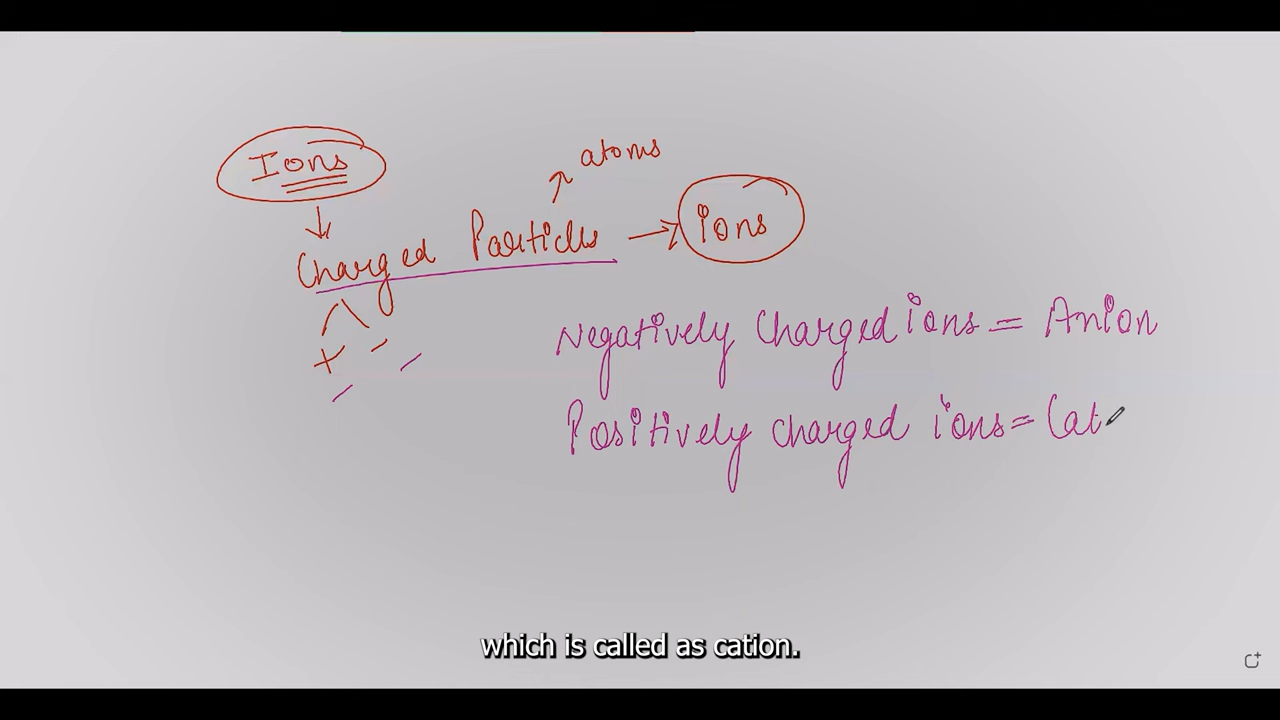 Ions
atoms
Charged Particles → ions
+ -
Negatively Charged ions = Anion
Positively charged ions = Cat
which is called as cation.